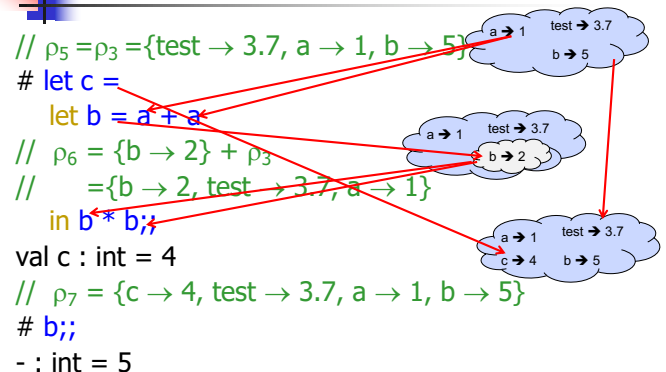 // ρ5 =ρ3 ={test → 3.7, a → 1, b → 5}
# let c =
let b = a + a
// ρ6 = {b → 2} + ρ3
// ={b → 2, test → 3.7, a → 1}
in b * b;;
val c : int = 4
// ρ7 = {c → 4, test → 3.7, a → 1, b → 5}
# b;;
- : int = 5
a ➔ 1 test ➔ 3.7
b ➔ 5
a ➔ 1 test ➔ 3.7
b ➔ 2
a ➔ 1 test ➔ 3.7
c ➔ 4 b ➔ 5